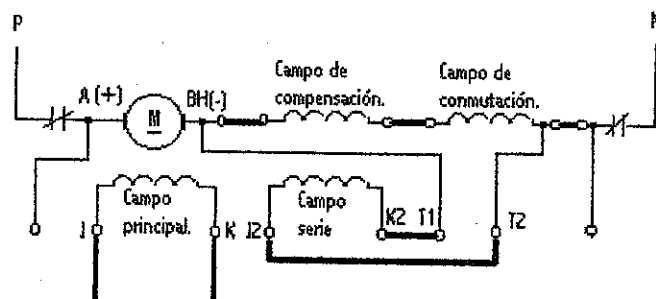 P
N
A (+)
M
BH(-)
Campo de
compensación.
Campo de
conmutación.
J
Campo
principal.
K
J2
Campo
serie
K2
T1
T2